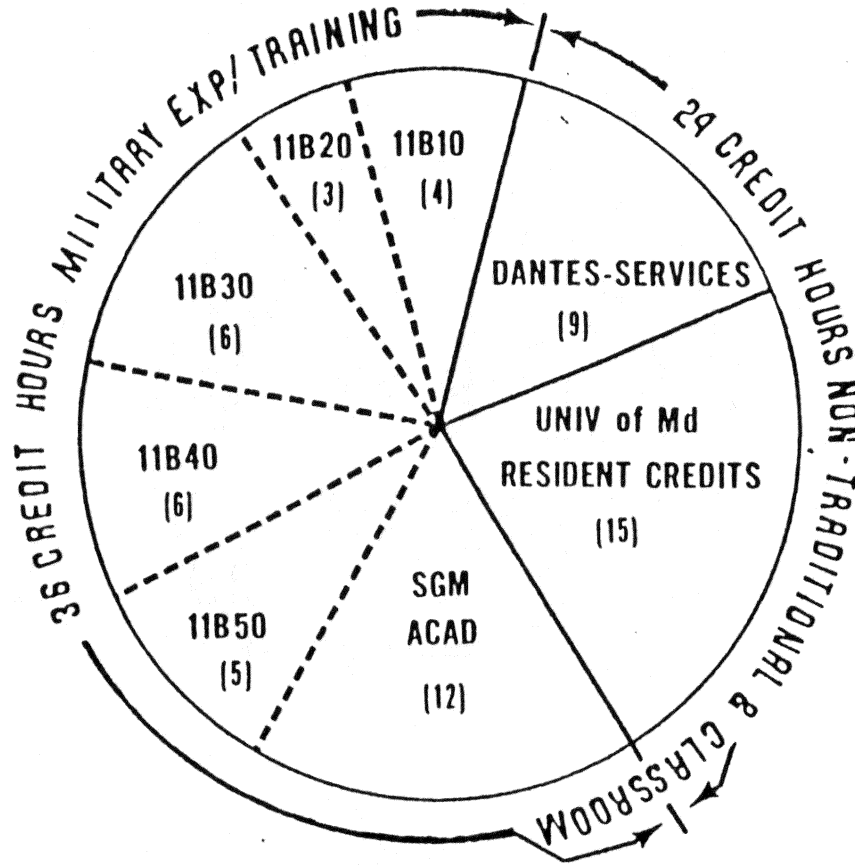 36 CREDIT HOURS MILITARY EXP/TRAINING
24 CREDIT HOURS NON-TRADITIONAL & CLASSROOM
11B20
(3)
11B10
(4)
11B30
(6)
DANTES-SERVICES
(9)
11B40
(6)
UNIV of Md
RESIDENT CREDITS
(15)
11B50
(5)
SGM
ACAD
(12)